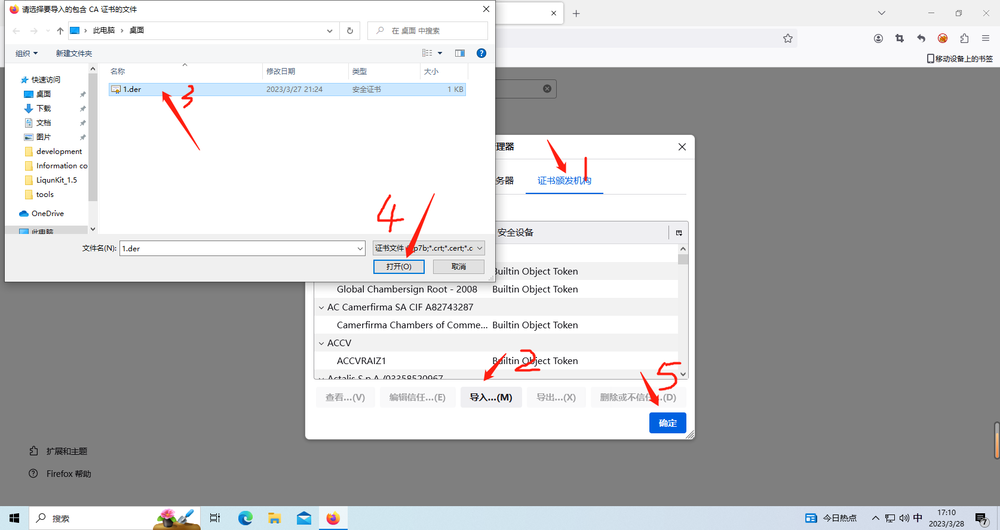 请选择要导入的包含 CA 证书的文件
此电脑 > 桌面
在 桌面 中搜索
组织
新建文件夹
移动设备上的书签
名称
修改日期
类型
大小
快速访问
桌面
下载
文档
图片
development
Information co
LiqunKit_1.5
tools
OneDrive
此电脑
1.der
2023/3/27 21:24
安全证书
1 KB
3
文件名(N):
1.der
证书文件
p7b;*.crt;*.cert;*.c
打开(O)
取消
4
理器
1
务器
证书颁发机构
安全设备
Builtin Object Token
Global Chambersign Root - 2008
Builtin Object Token
AC Camerfirma SA CIF A82743287
Camerfirma Chambers of Comme...
Builtin Object Token
ACCV
ACCVRAIZ1
Builtin Object Token
2
Actalis S.p.A./03358520967
5
查看...(V)
编辑信任...(E)
导入...(M)
导出...(X)
删除或不信任...(D)
确定
扩展和主题
Firefox 帮助
搜索
今日热点
中
17:10
2023/3/28
7